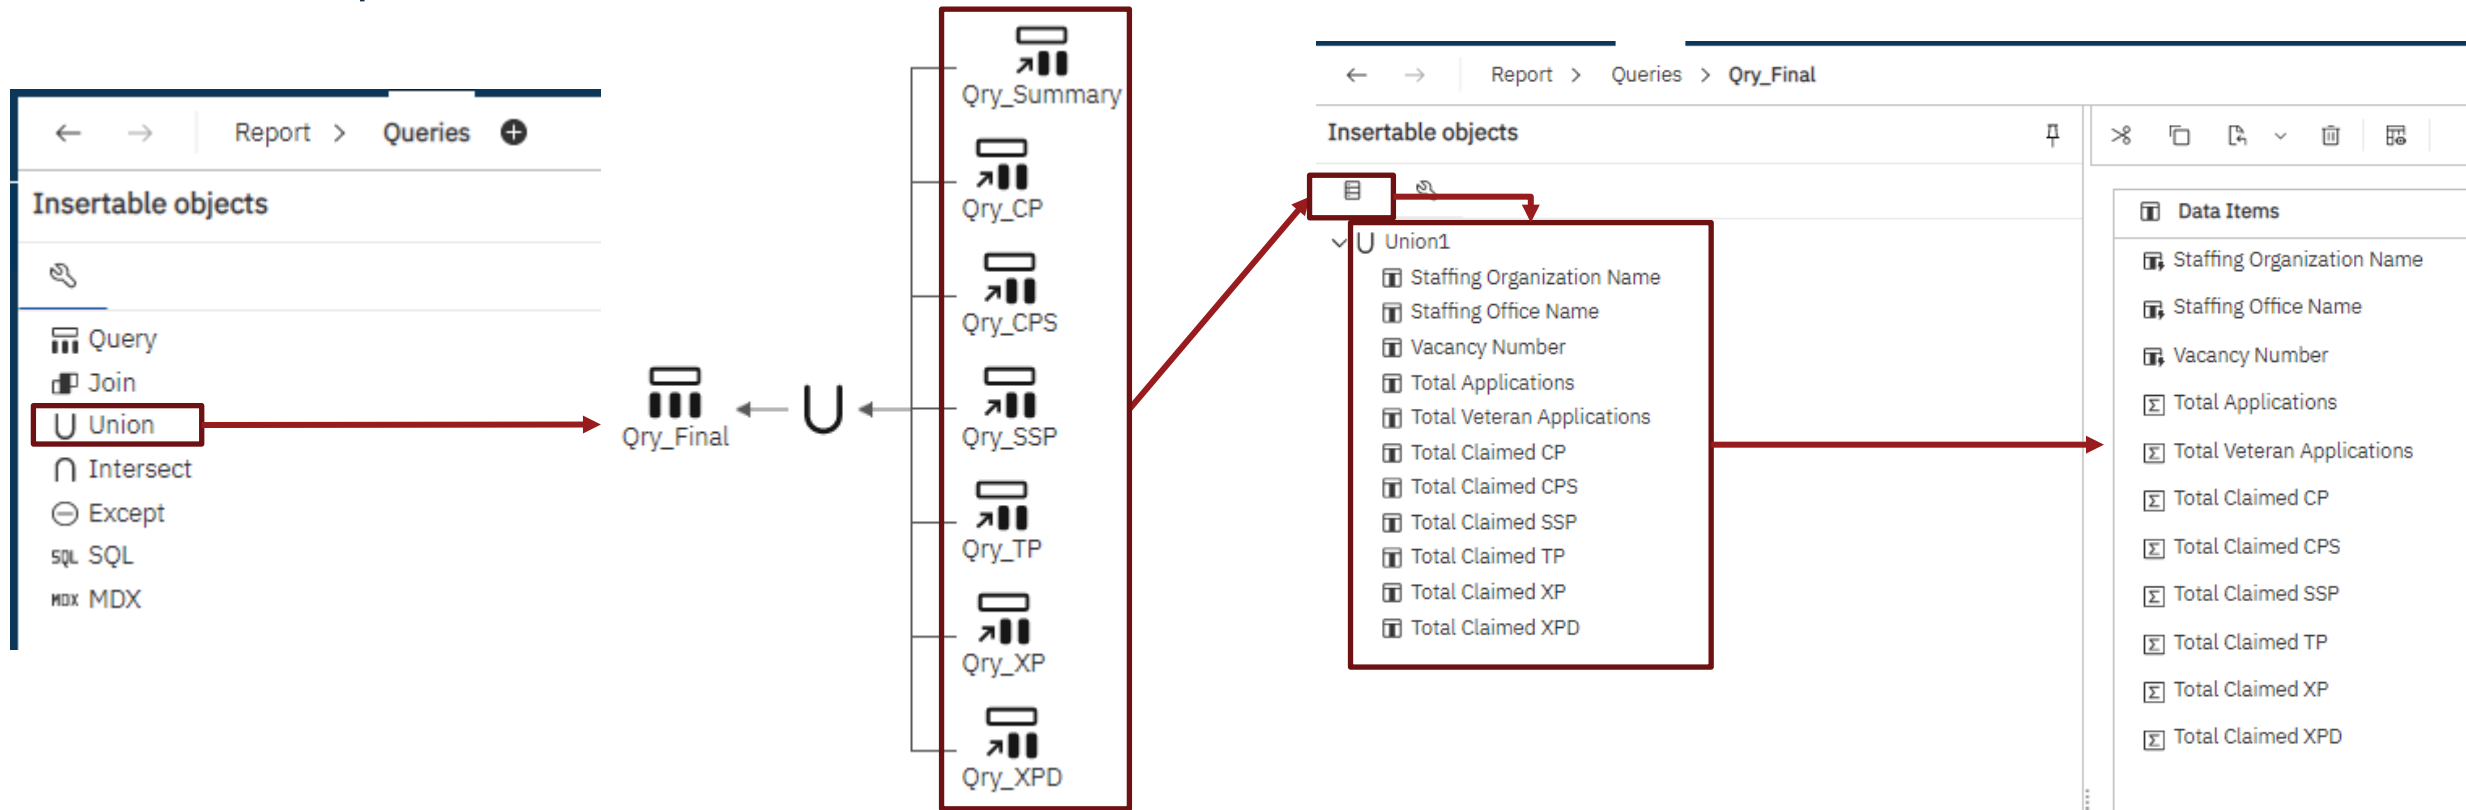 Report > Queries
Insertable objects
Query
Join
Union
Intersect
Except
SQL SQL
MDX MDX
Qry_Final
Qry_Summary
Qry_CP
Qry_CPS
Qry_SSP
Qry_TP
Qry_XP
Qry_XPD
Report > Queries > Qry_Final
Insertable objects
Union1
Staffing Organization Name
Staffing Office Name
Vacancy Number
Total Applications
Total Veteran Applications
Total Claimed CP
Total Claimed CPS
Total Claimed SSP
Total Claimed TP
Total Claimed XP
Total Claimed XPD
Data Items
Staffing Organization Name
Staffing Office Name
Vacancy Number
Total Applications
Total Veteran Applications
Total Claimed CP
Total Claimed CPS
Total Claimed SSP
Total Claimed TP
Total Claimed XP
Total Claimed XPD